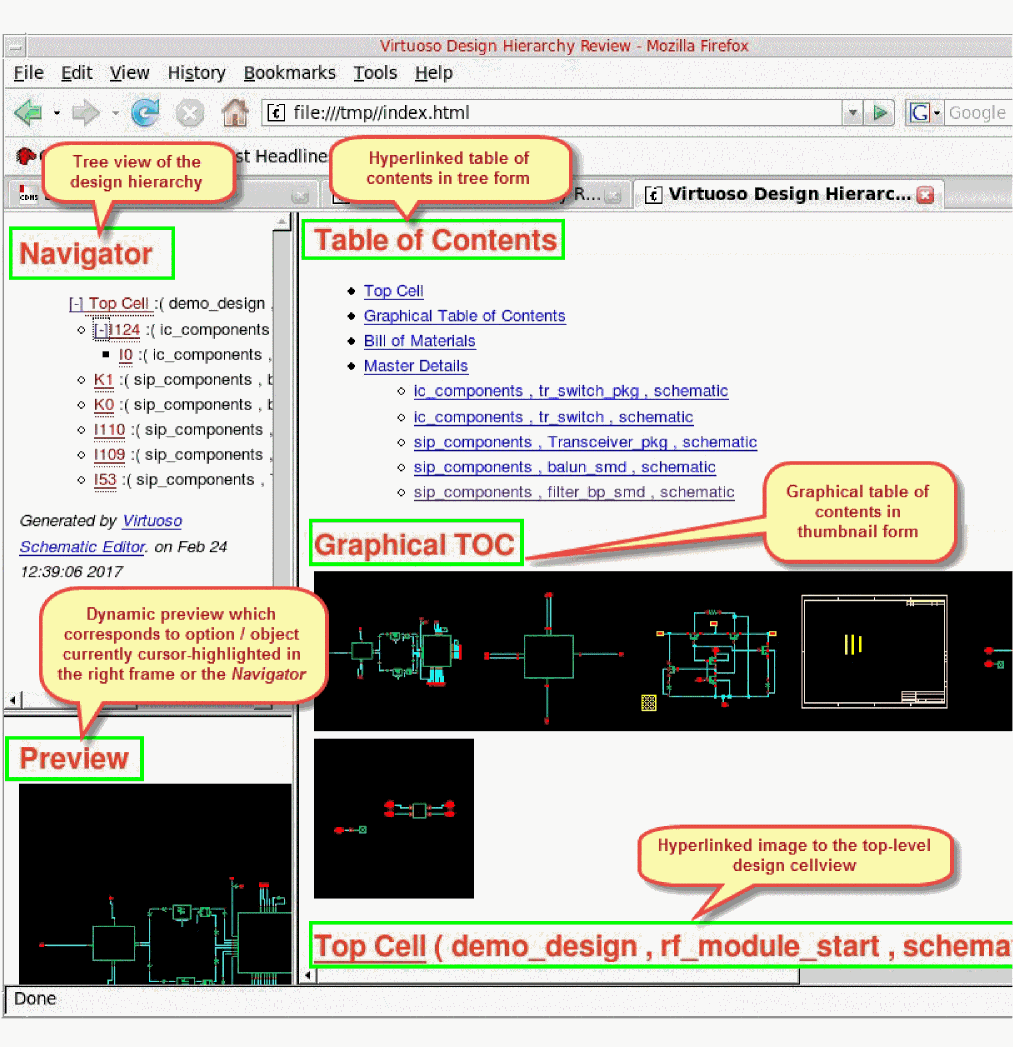 Virtuoso Design Hierarchy Review - Mozilla Firefox
File Edit View History Bookmarks Tools Help
file:///tmp//index.html
G Google
st Headline
Tree view of the
design hierarchy
Hyperlinked table of
contents in tree form
R...
Virtuoso Design Hierarc...
Navigator
[-] Top Cell :( demo_design ,
[-]I124 :( ic_components
I0 :( ic_components ,
K1 :( sip_components , b
K0 :( sip_components , b
I110 :( sip_components ,
I109 :( sip_components ,
I53 :( sip_components ,
Generated by Virtuoso
Schematic Editor. on Feb 24
12:39:06 2017
Dynamic preview which
corresponds to option / object
currently cursor-highlighted in
the right frame or the Navigator
Preview
Table of Contents
Top Cell
Graphical Table of Contents
Bill of Materials
Master Details
ic_components , tr_switch_pkg , schematic
ic_components , tr_switch , schematic
sip_components , Transceiver_pkg , schematic
sip_components , balun_smd , schematic
sip_components , filter_bp_smd , schematic
Graphical table of
contents in
thumbnail form
Graphical TOC
Hyperlinked image to the top-level
design cellview
Top Cell ( demo_design , rf_module_start , schema
Done